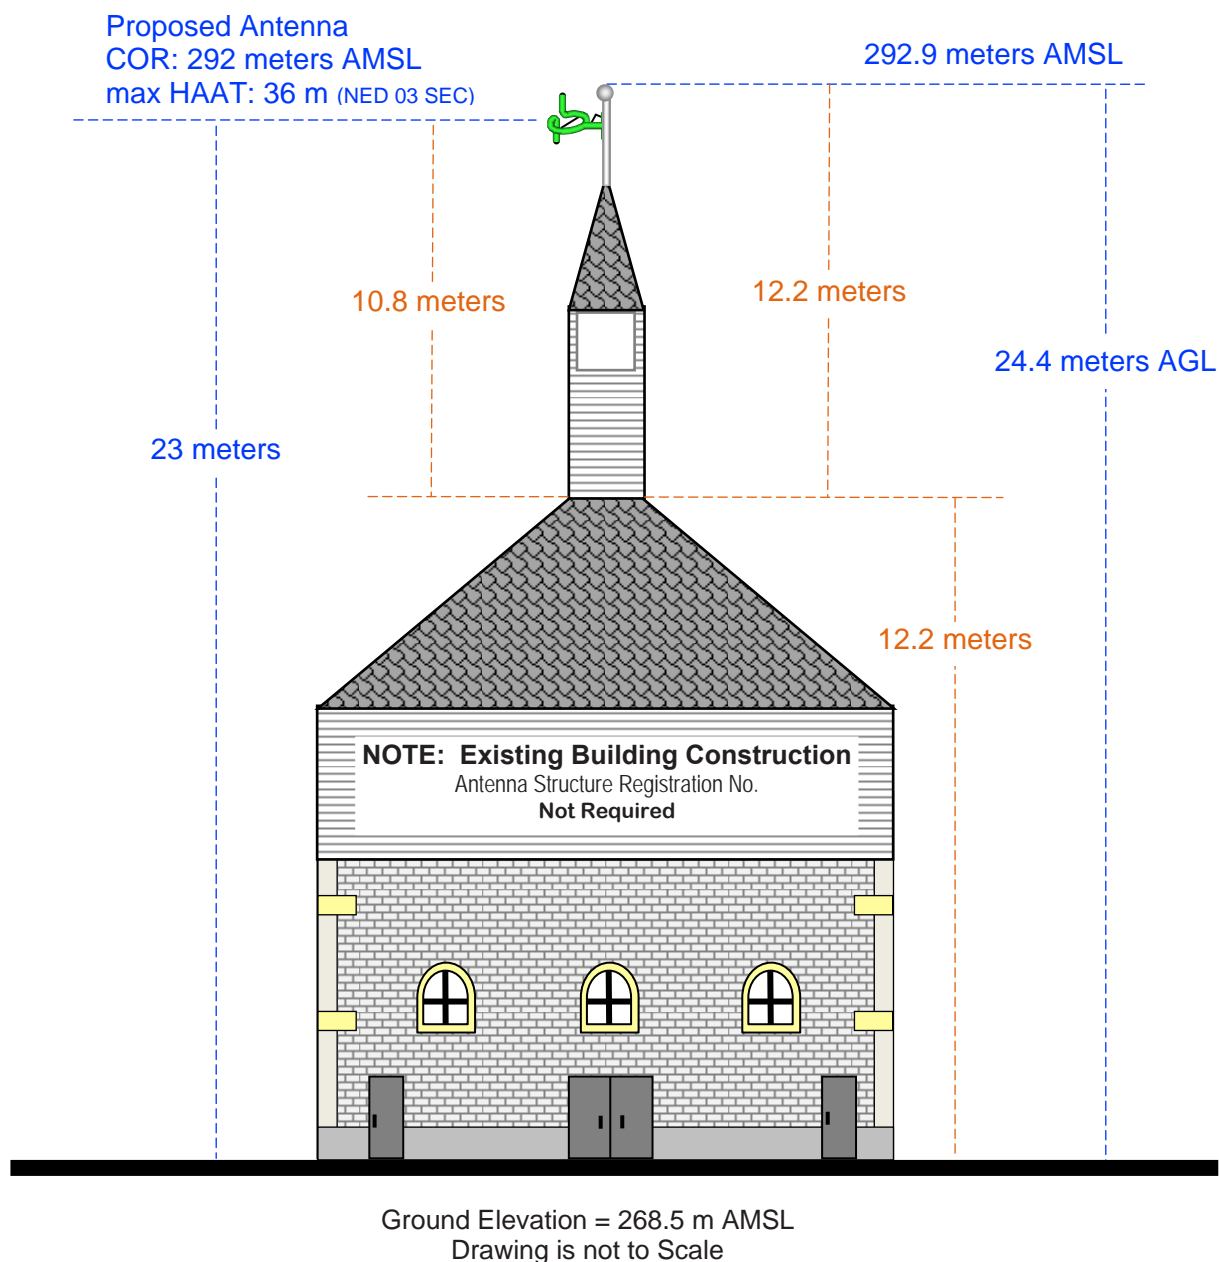 Proposed Antenna
COR: 292 meters AMSL
max HAAT: 36 m (NED 03 SEC)
292.9 meters AMSL
10.8 meters
12.2 meters
24.4 meters AGL
23 meters
12.2 meters
NOTE:  Existing Building Construction
Antenna Structure Registration No.
Not Required
Ground Elevation = 268.5 m AMSL
Drawing is not to Scale